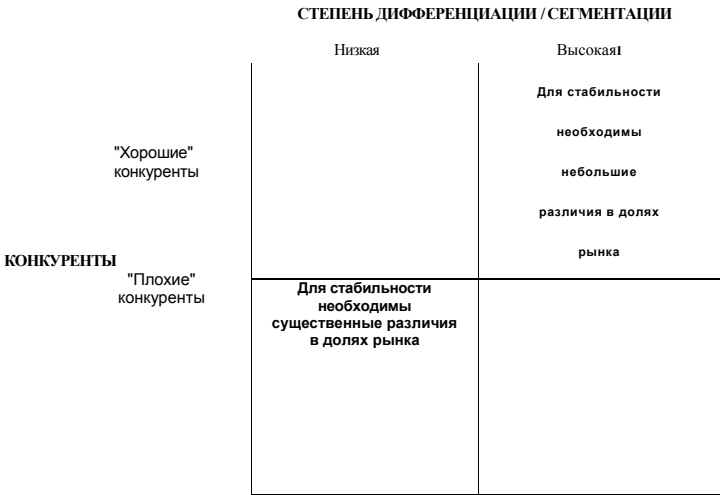 СТЕПЕНЬ ДИФФЕРЕНЦИАЦИИ / СЕГМЕНТАЦИИ
Низкая
ВысокаяI
Для стабильности
необходимы
небольшие
различия в долях
рынка
"Хорошие"
конкуренты
КОНКУРЕНТЫ
"Плохие"
конкуренты
Для стабильности
необходимы
существенные различия
в долях рынка